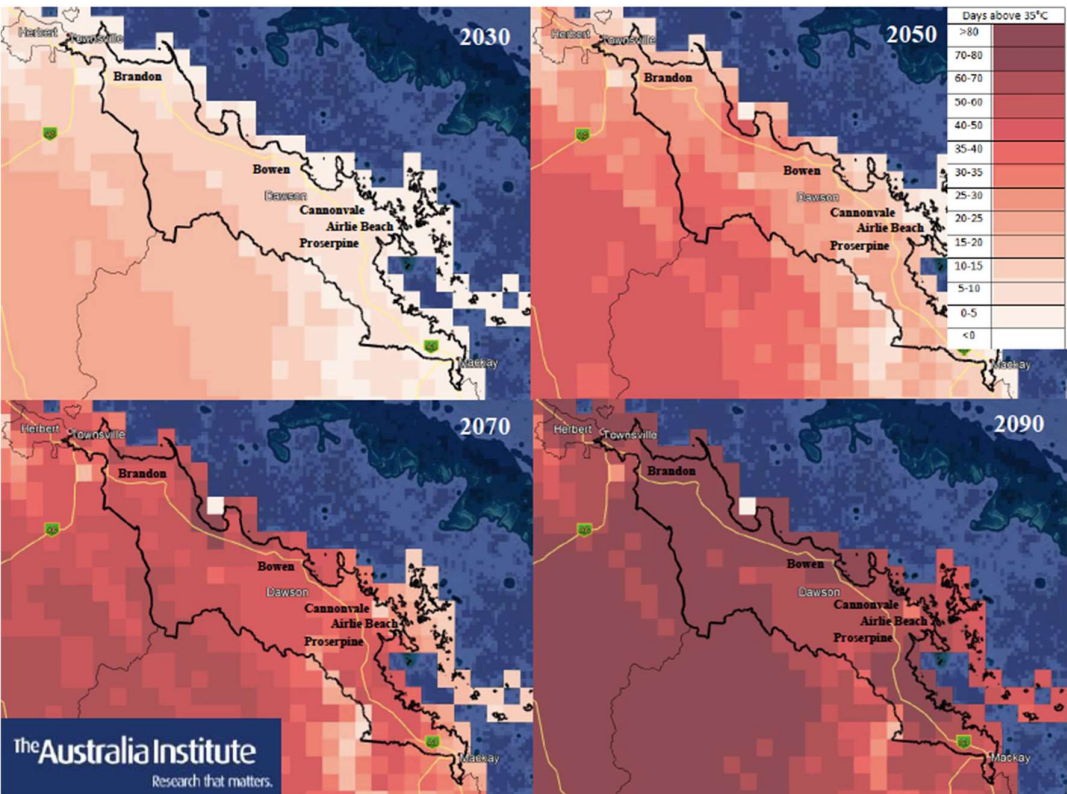 2030
Herbert
Townsville
Brandon
Bowen
Dawson
Cannonvale
Airlie Beach
Proserpine
Mackay
2050
Herbert
Townsville
Brandon
Bowen
Dawson
Cannonvale
Airlie Beach
Proserpine
Mackay
Days above 35°C
>80
70-80
60-70
50-60
40-50
35-40
30-35
25-30
20-25
15-20
10-15
5-10
0-5
<0
2070
Herbert
Townsville
Brandon
Bowen
Dawson
Cannonvale
Airlie Beach
Proserpine
Mackay
The Australia Institute
Research that matters.
2090
Herbert
Townsville
Brandon
Bowen
Dawson
Cannonvale
Airlie Beach
Proserpine
Mackay